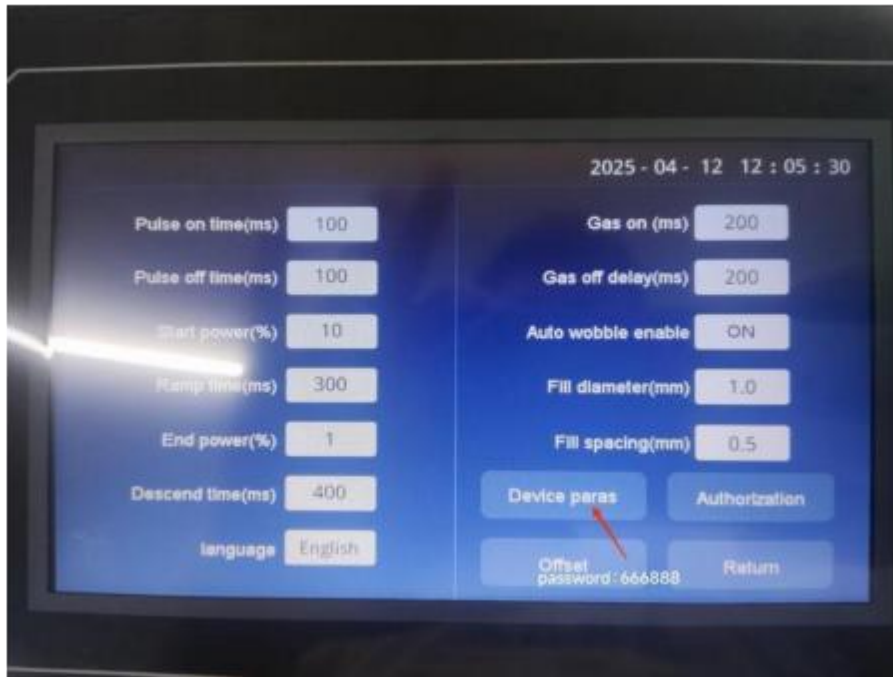 2025 - 04 - 12 12 : 05 : 30
Pulse on time(ms) 100
Pulse off time(ms) 100
Start power(%) 10
Ramp time(ms) 300
End power(%) 1
Descend time(ms) 400
language English
Gas on (ms) 200
Gas off delay(ms) 200
Auto wobble enable ON
Fill diameter(mm) 1.0
Fill spacing(mm) 0.5
Device paras Authorization
Offset Return
password:666888